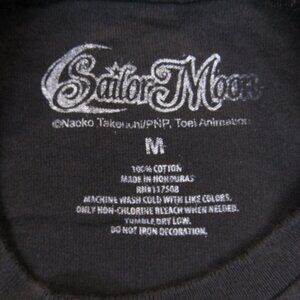 Sailor Moon
©Naoko Takeuchi/PNP, Toei Animation
M
100% COTTON
MADE IN HONDURAS
RN#117508
MACHINE WASH COLD WITH LIKE COLORS.
ONLY NON-CHLORINE BLEACH WHEN NEEDED.
TUMBLE DRY LOW.
DO NOT IRON DECORATION.